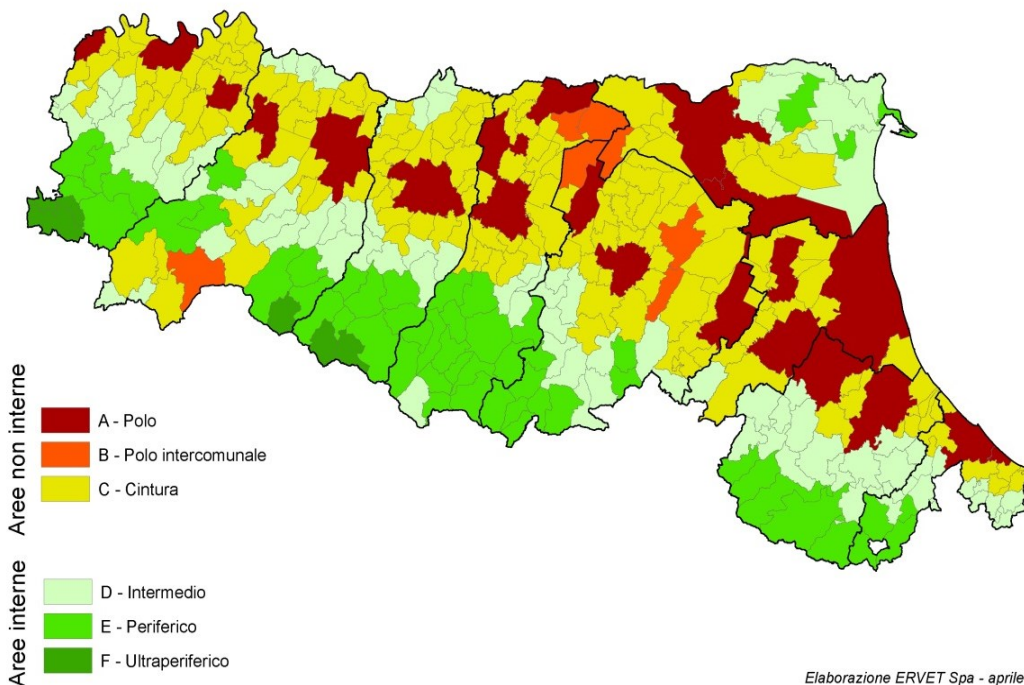 Aree non interne
A - Polo
B - Polo intercomunale
C - Cintura
Aree interne
D - Intermedio
E - Periferico
F - Ultraperiferico
Elaborazione ERVET Spa - aprile